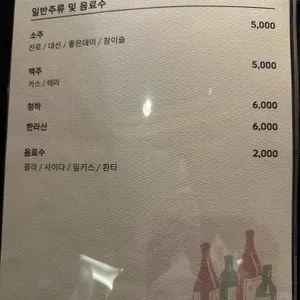 일반주류 및 음료수
소주 5,000
진로 / 대선 / 좋은데이 / 참이슬
맥주 5,000
카스 / 테라
청하 6,000
한라산 6,000
음료수 2,000
콜라 / 사이다 / 밀키스 / 환타